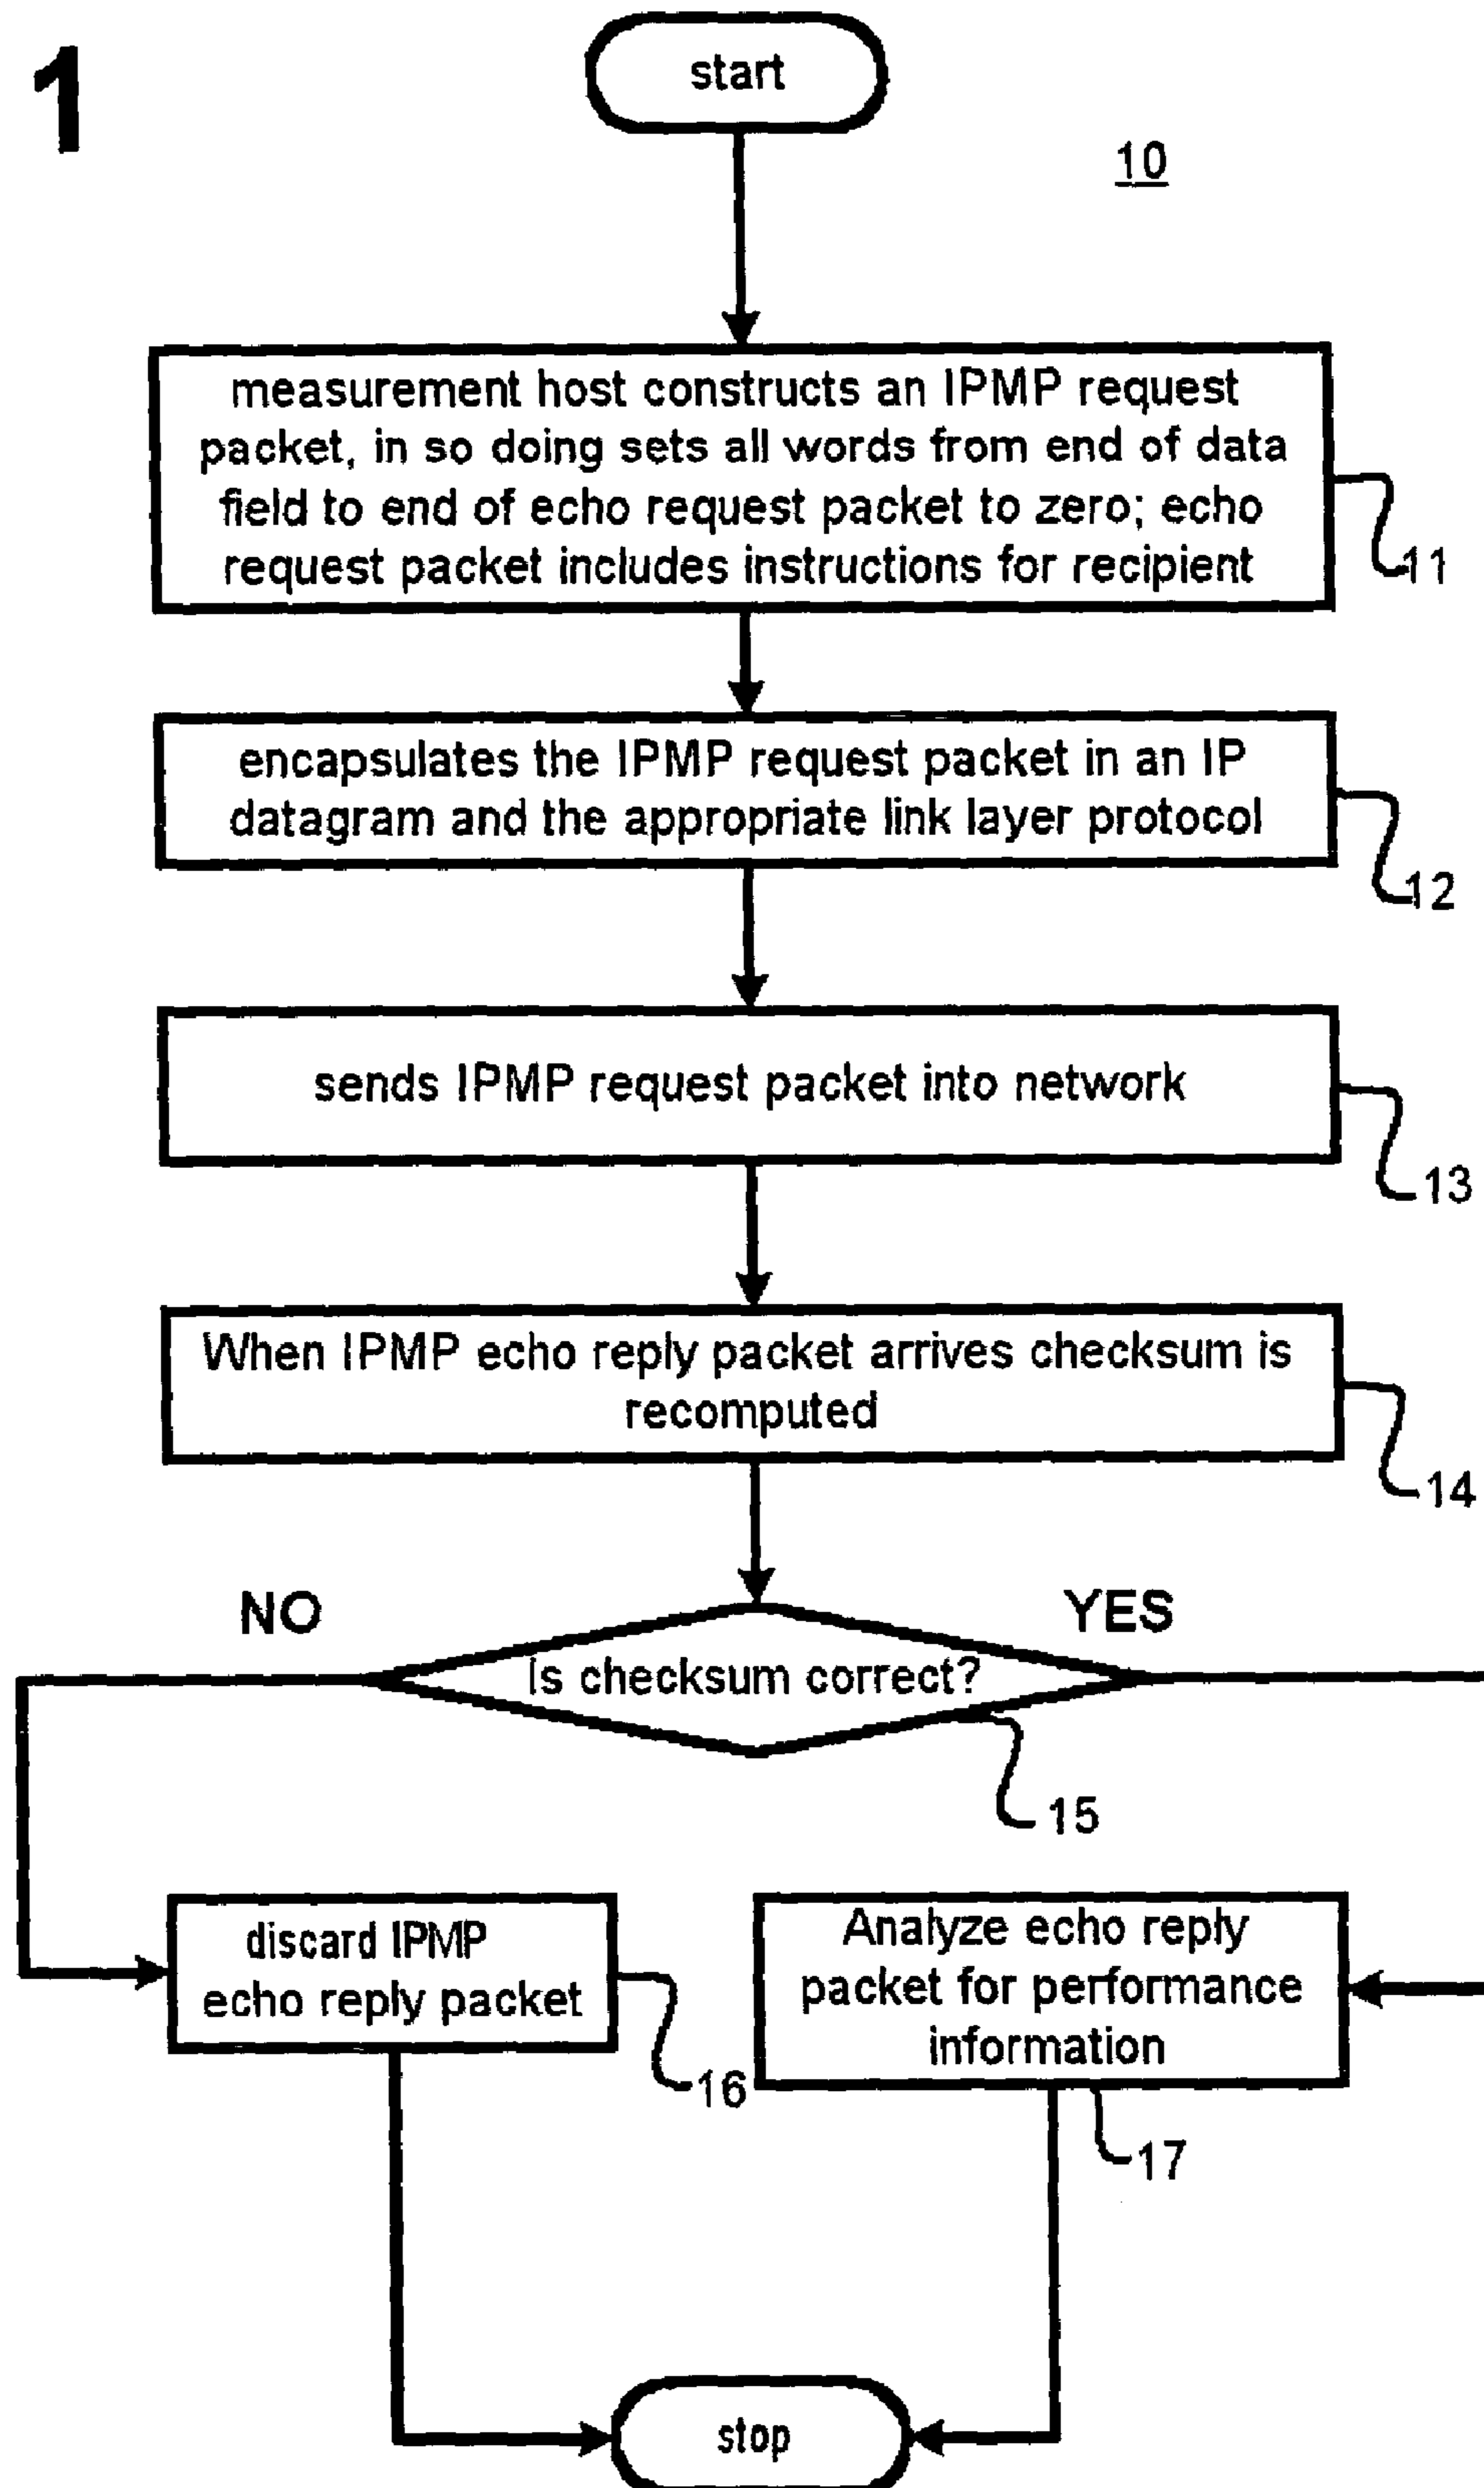 1
start
10
measurement host constructs an IPMP request
packet, in so doing sets all words from end of data
field to end of echo request packet to zero; echo
request packet includes instructions for recipient
11
encapsulates the IPMP request packet in an IP
datagram and the appropriate link layer protocol
12
sends IPMP request packet into network
13
When IPMP echo reply packet arrives checksum is
recomputed
14
NO
YES
Is checksum correct?
15
discard IPMP
echo reply packet
16
Analyze echo reply
packet for performance
information
17
stop